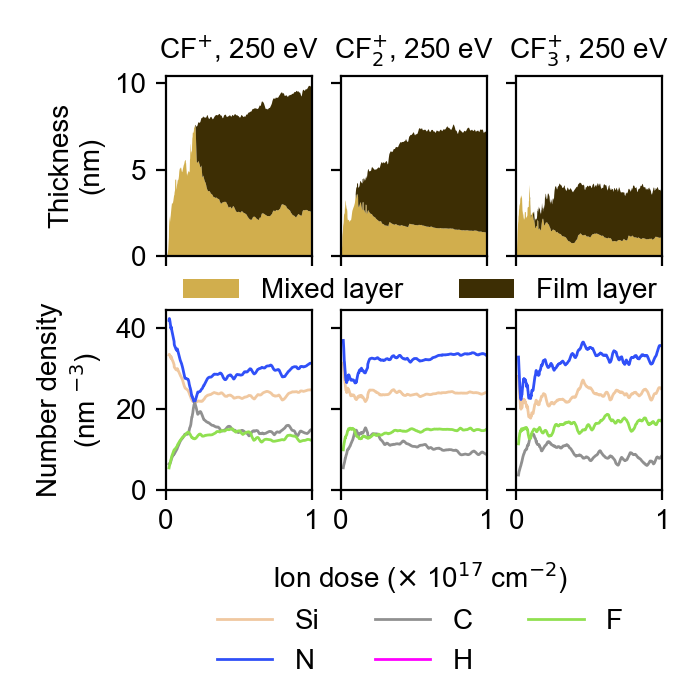 CF⁺, 250 eV CF₂⁺, 250 eV CF₃⁺, 250 eV
Thickness
(nm)
10
5
0
Mixed layer Film layer
Number density
(nm⁻³)
40
20
0
0 1 0 1 0 1
Ion dose (× 10¹⁷ cm⁻²)
Si C F
N H